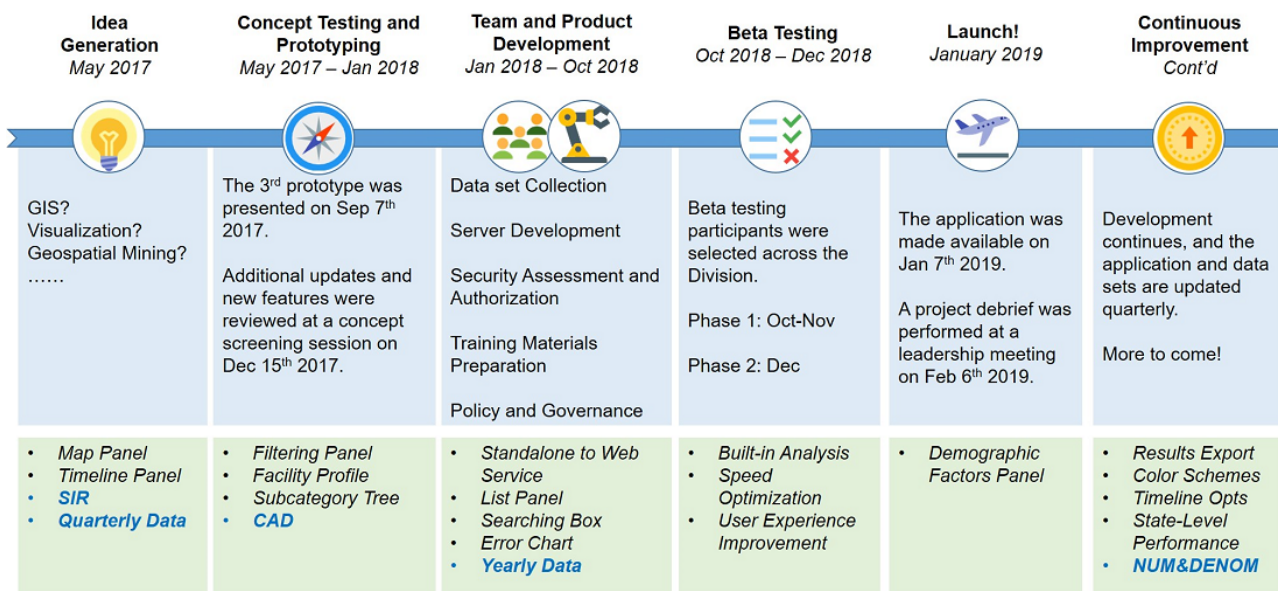 Idea
Generation
May 2017
Concept Testing and
Prototyping
May 2017 – Jan 2018
Team and Product
Development
Jan 2018 – Oct 2018
Beta Testing
Oct 2018 – Dec 2018
Launch!
January 2019
Continuous
Improvement
Cont’d
GIS?
Visualization?
Geospatial Mining?
……
The 3rd prototype was
presented on Sep 7th
2017.
Additional updates and
new features were
reviewed at a concept
screening session on
Dec 15th 2017.
Data set Collection
Server Development
Security Assessment and
Authorization
Training Materials
Preparation
Policy and Governance
Beta testing
participants were
selected across the
Division.
Phase 1: Oct-Nov
Phase 2: Dec
The application was
made available on
Jan 7th 2019.
A project debrief was
performed at a
leadership meeting
on Feb 6th 2019.
Development
continues, and the
application and data
sets are updated
quarterly.
More to come!
• Map Panel
• Timeline Panel
• SIR
• Quarterly Data
• Filtering Panel
• Facility Profile
• Subcategory Tree
• CAD
• Standalone to Web
Service
• List Panel
• Searching Box
• Error Chart
• Yearly Data
• Built-in Analysis
• Speed
Optimization
• User Experience
Improvement
• Demographic
Factors Panel
• Results Export
• Color Schemes
• Timeline Opts
• State-Level
Performance
• NUM&DENOM